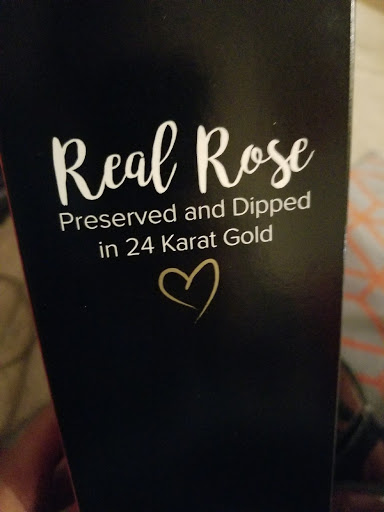 Real Rose
Preserved and Dipped
in 24 Karat Gold